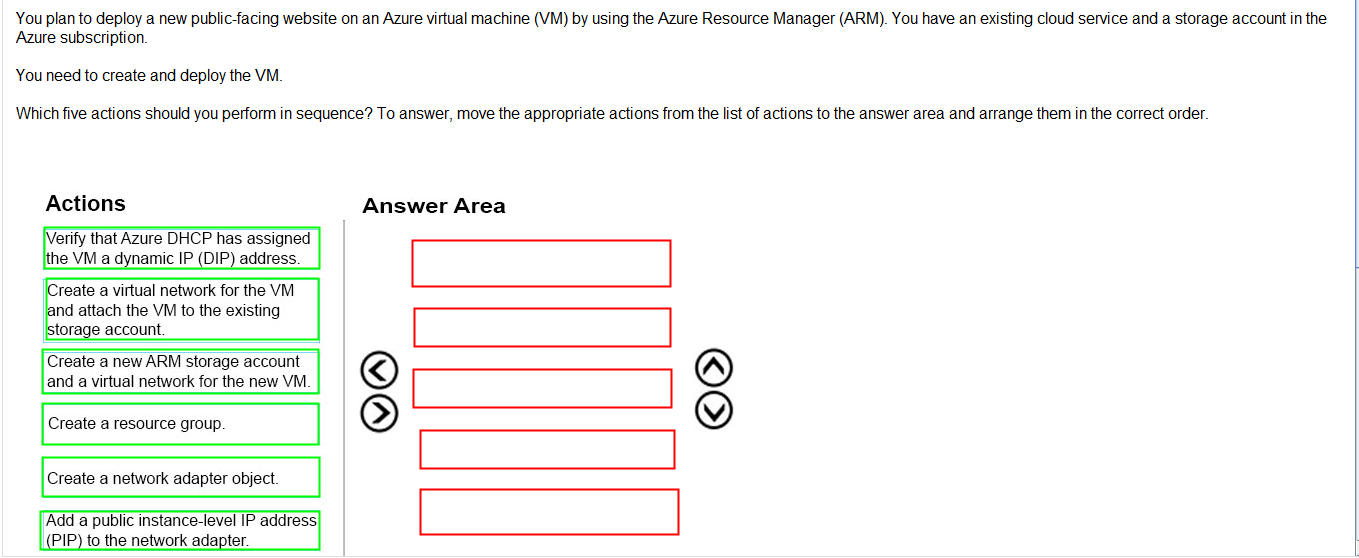 You plan to deploy a new public-facing website on an Azure virtual machine (VM) by using the Azure Resource Manager (ARM). You have an existing cloud service and a storage account in the
Azure subscription.
You need to create and deploy the VM.
Which five actions should you perform in sequence? To answer, move the appropriate actions from the list of actions to the answer area and arrange them in the correct order.
Actions
Answer Area
Verify that Azure DHCP has assigned
the VM a dynamic IP (DIP) address.
Create a virtual network for the VM
and attach the VM to the existing
storage account.
Create a new ARM storage account
and a virtual network for the new VM.
Create a resource group.
Create a network adapter object.
Add a public instance-level IP address
(PIP) to the network adapter.